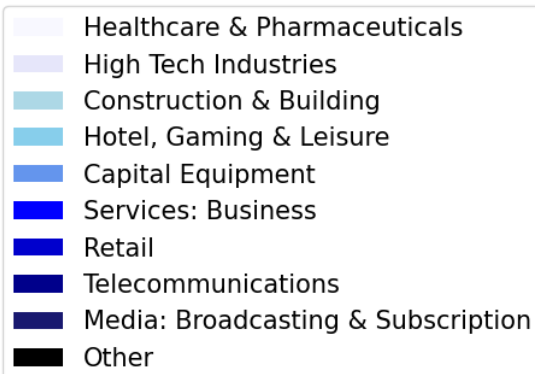 Healthcare & Pharmaceuticals
High Tech Industries
Construction & Building
Hotel, Gaming & Leisure
Capital Equipment
Services: Business
Retail
Telecommunications
Media: Broadcasting & Subscription
Other